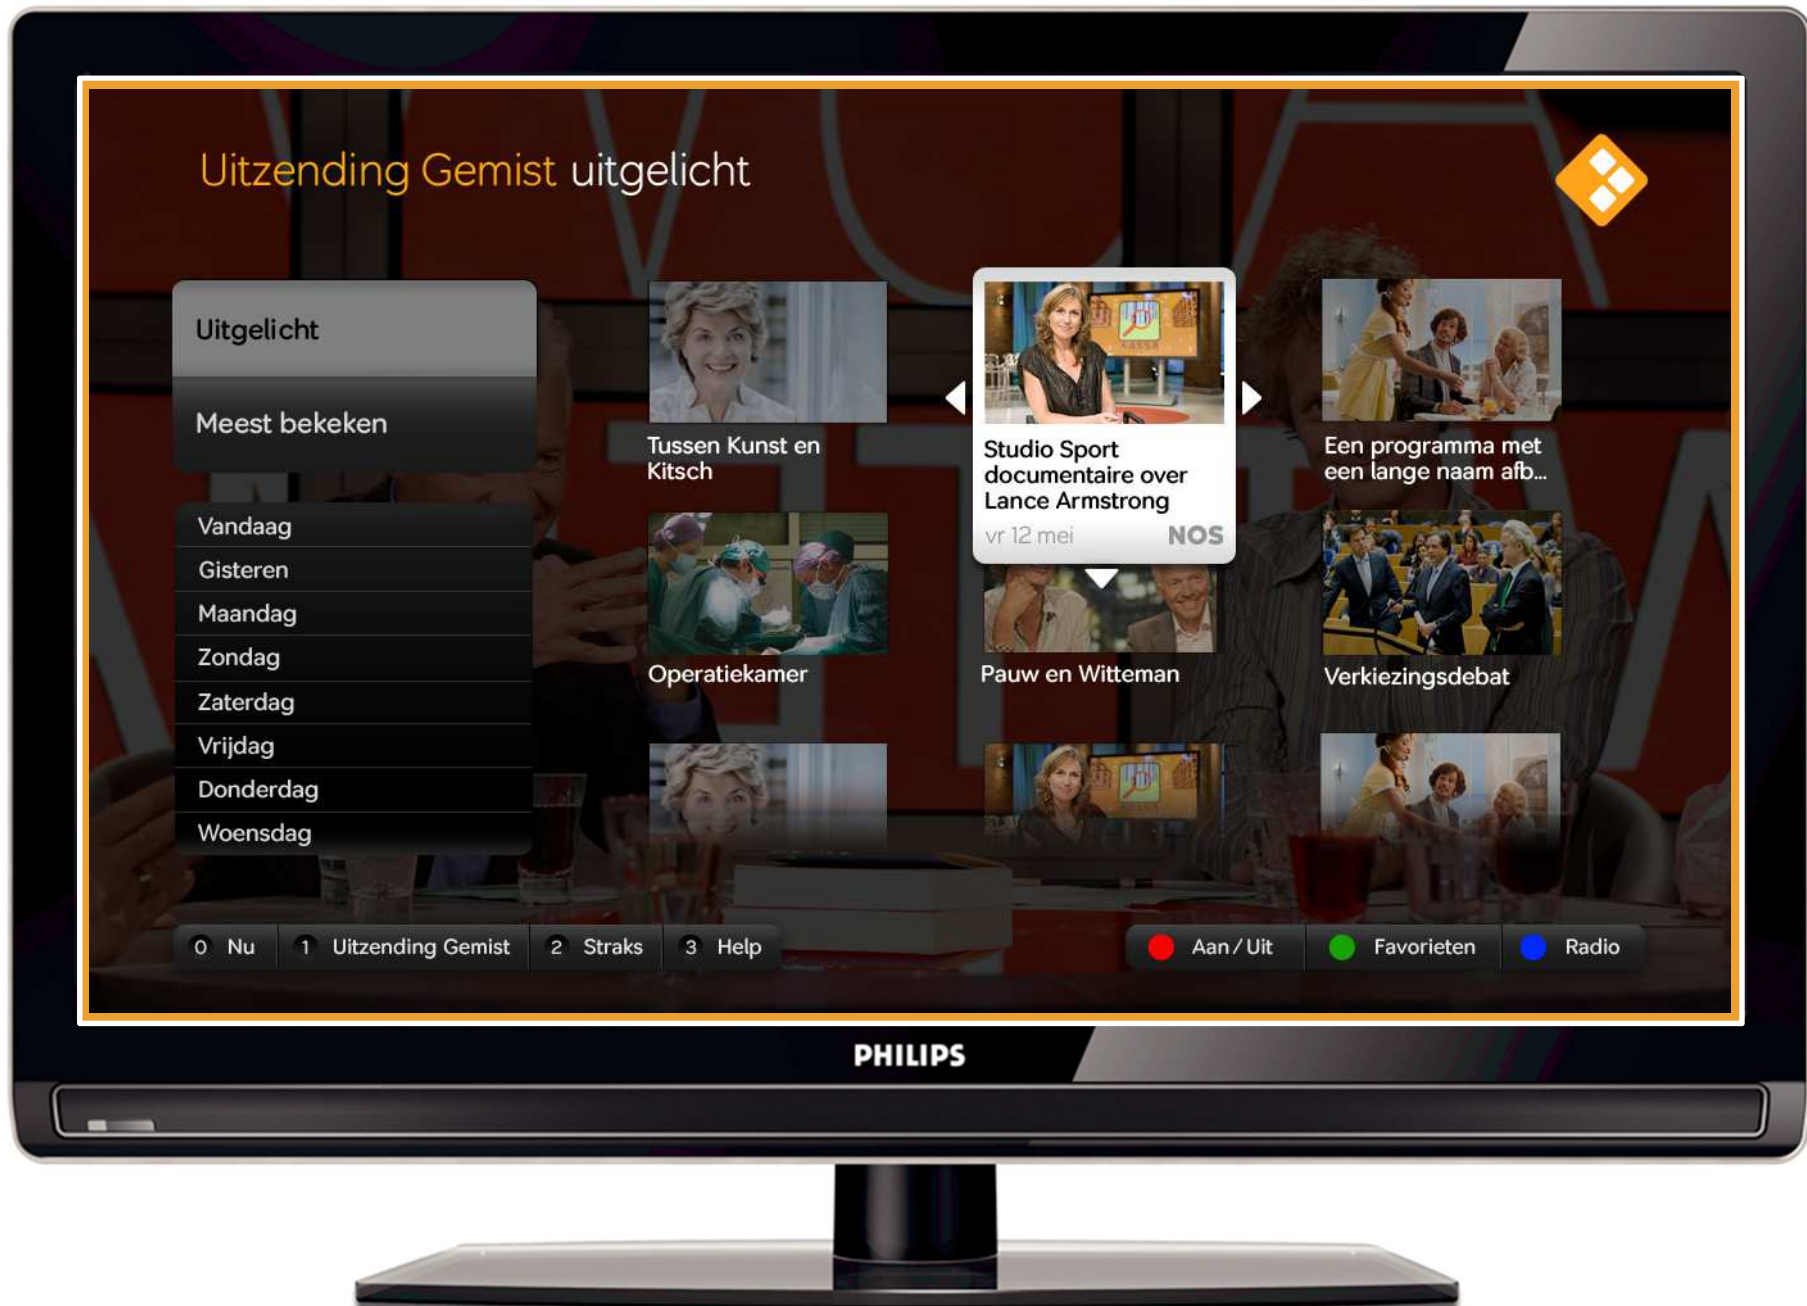 Uitzending Gemist uitgelicht
Uitgelicht
Meest bekeken
Vandaag
Gisteren
Maandag
Zondag
Zaterdag
Vrijdag
Donderdag
Woensdag
Tussen Kunst en
Kitsch
Studio Sport
documentaire over
Lance Armstrong
vr 12 mei NOS
Een programma met
een lange naam afb...
Operatiekamer
Pauw en Witteman
Verkiezingsdebat
0 Nu 1 Uitzending Gemist 2 Straks 3 Help
Aan / Uit Favorieten Radio
PHILIPS